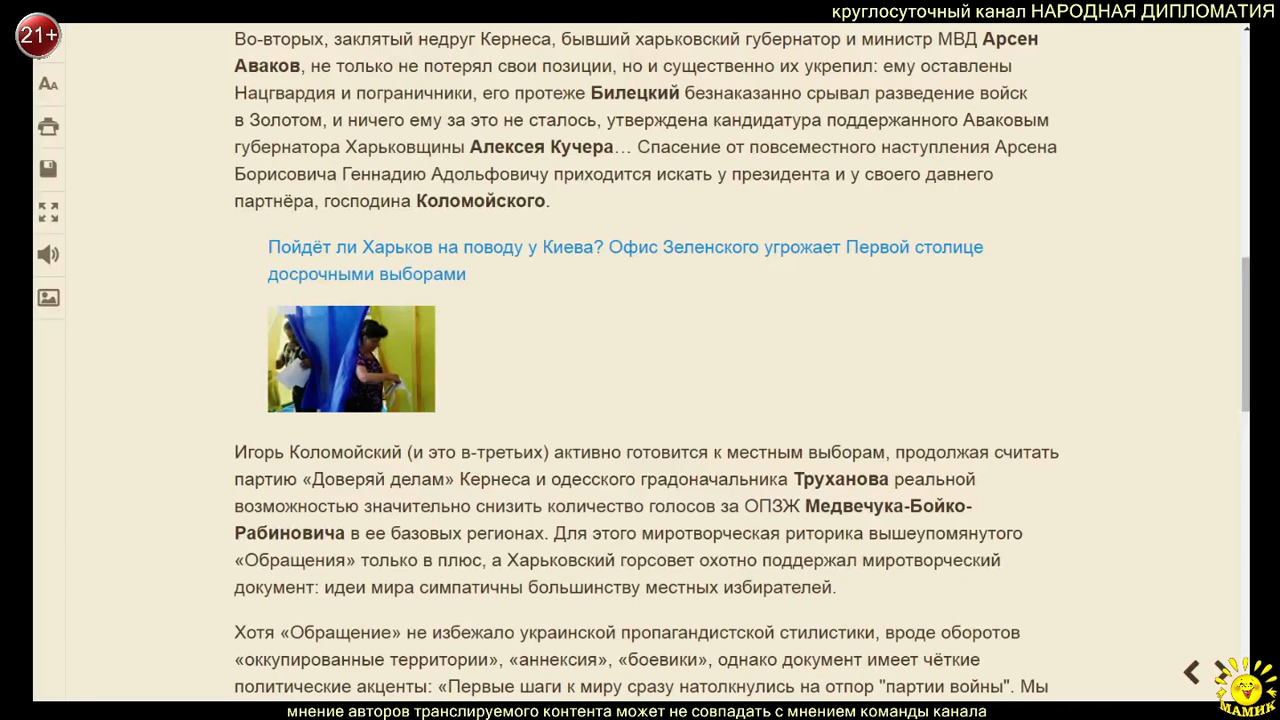 круглосуточный канал НАРОДНАЯ ДИПЛОМАТИЯ
21+
Во-вторых, заклятый недруг Кернеса, бывший харьковский губернатор и министр МВД Арсен
Аваков, не только не потерял свои позиции, но и существенно их укрепил: ему оставлены
Нацгвардия и пограничники, его протеже Билецкий безнаказанно срывал разведение войск
в Золотом, и ничего ему за это не сталось, утверждена кандидатура поддержанного Аваковым
губернатора Харьковщины Алексея Кучера… Спасение от повсеместного наступления Арсена
Борисовича Геннадию Адольфовичу приходится искать у президента и у своего давнего
партнёра, господина Коломойского.
Пойдёт ли Харьков на поводу у Киева? Офис Зеленского угрожает Первой столице
досрочными выборами
Игорь Коломойский (и это в-третьих) активно готовится к местным выборам, продолжая считать
партию «Доверяй делам» Кернеса и одесского градоначальника Труханова реальной
возможностью значительно снизить количество голосов за ОПЗЖ Медведчука-Бойко-
Рабиновича в ее базовых регионах. Для этого миротворческая риторика вышеупомянутого
«Обращения» только в плюс, а Харьковский горсовет охотно поддержал миротворческий
документ: идеи мира симпатичны большинству местных избирателей.
Хотя «Обращение» не избежало украинской пропагандистской стилистики, вроде оборотов
«оккупированные территории», «аннексия», «боевики», однако документ имеет чёткие
политические акценты: «Первые шаги к миру сразу натолкнулись на отпор "партии войны". Мы
МАМИК
мнение авторов транслируемого контента может не совпадать с мнением команды канала